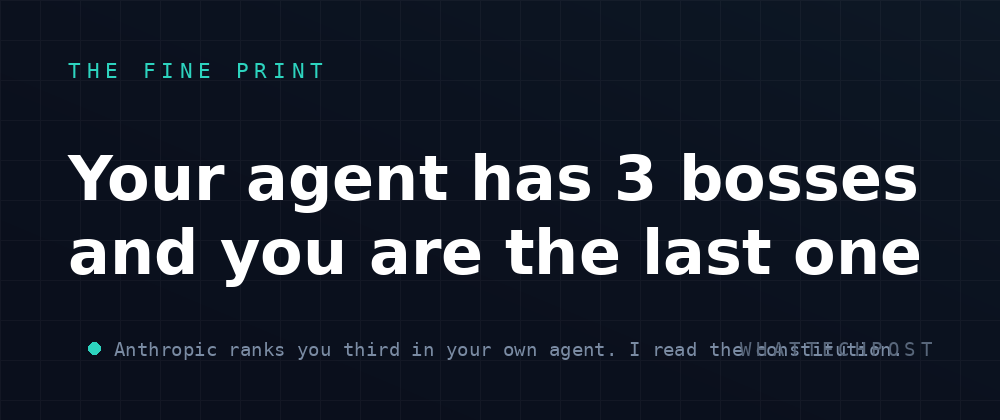 THE FINE PRINT
Your agent has 3 bosses
and you are the last one
Anthropic ranks you third in your own agent. I read the constitution.
WHATTECHPOST